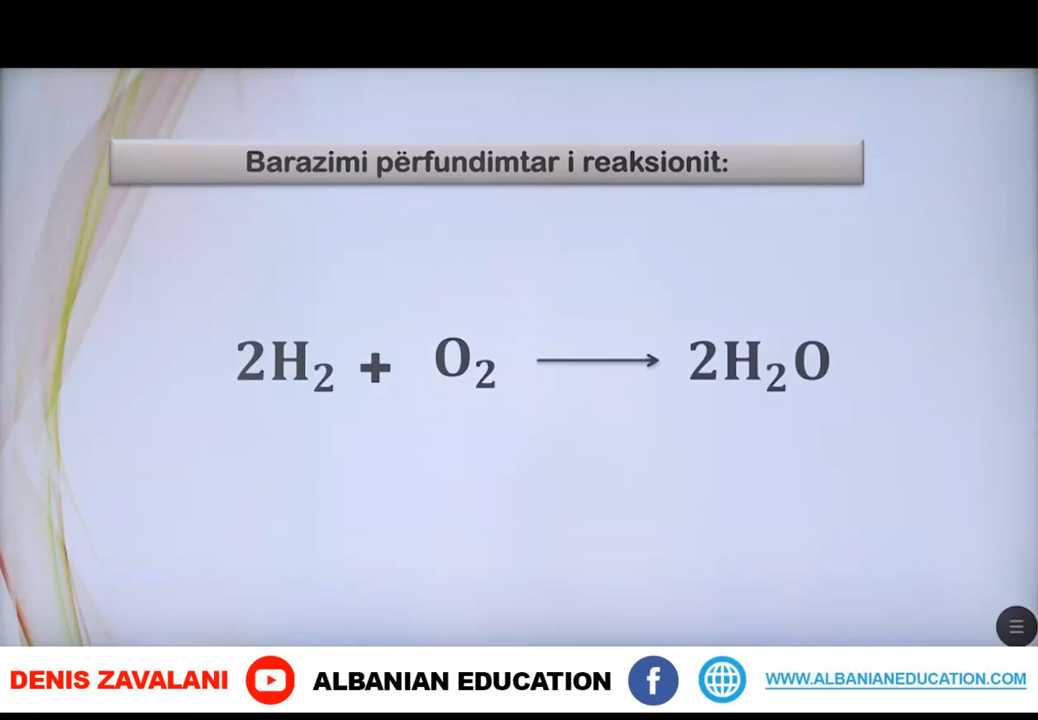 Barazimi përfundimtar i reaksionit:
2H₂ + O₂ ⟶ 2H₂O
DENIS ZAVALANI ALBANIAN EDUCATION WWW.ALBANIANEDUCATION.COM